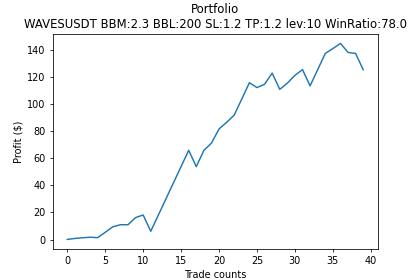 Portfolio
WAVESUSDT BBM:2.3 BBL:200 SL:1.2 TP:1.2 lev:10 WinRatio:78.0
140
120
100
80
60
40
20
0
Profit ($)
0 5 10 15 20 25 30 35 40
Trade counts